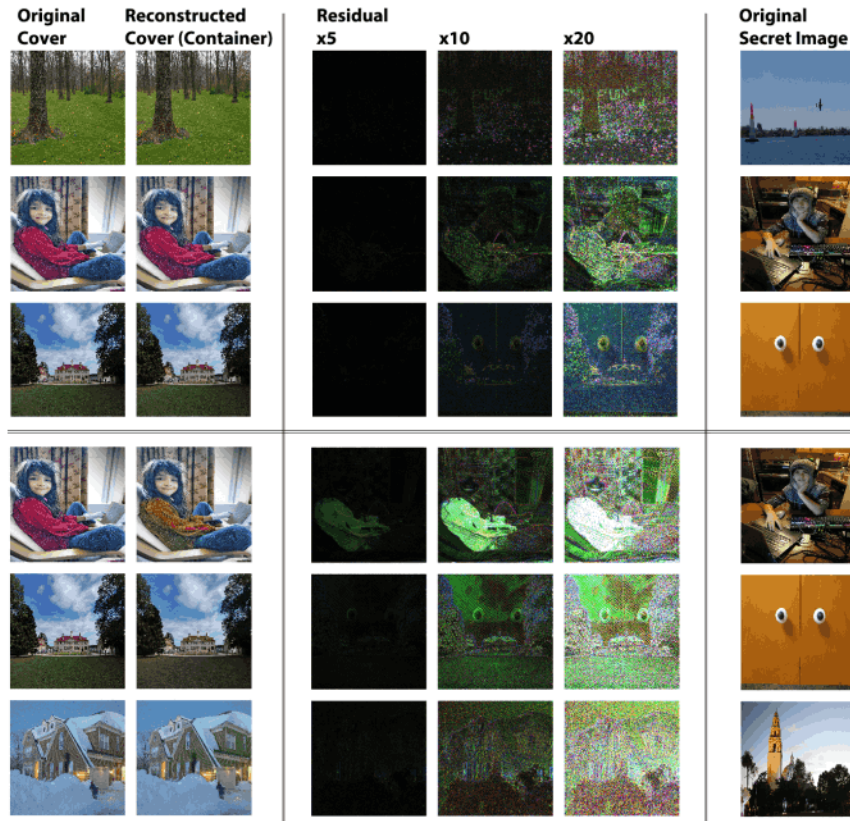 Original
Cover
Reconstructed
Cover (Container)
Residual
x5
x10
x20
Original
Secret Image